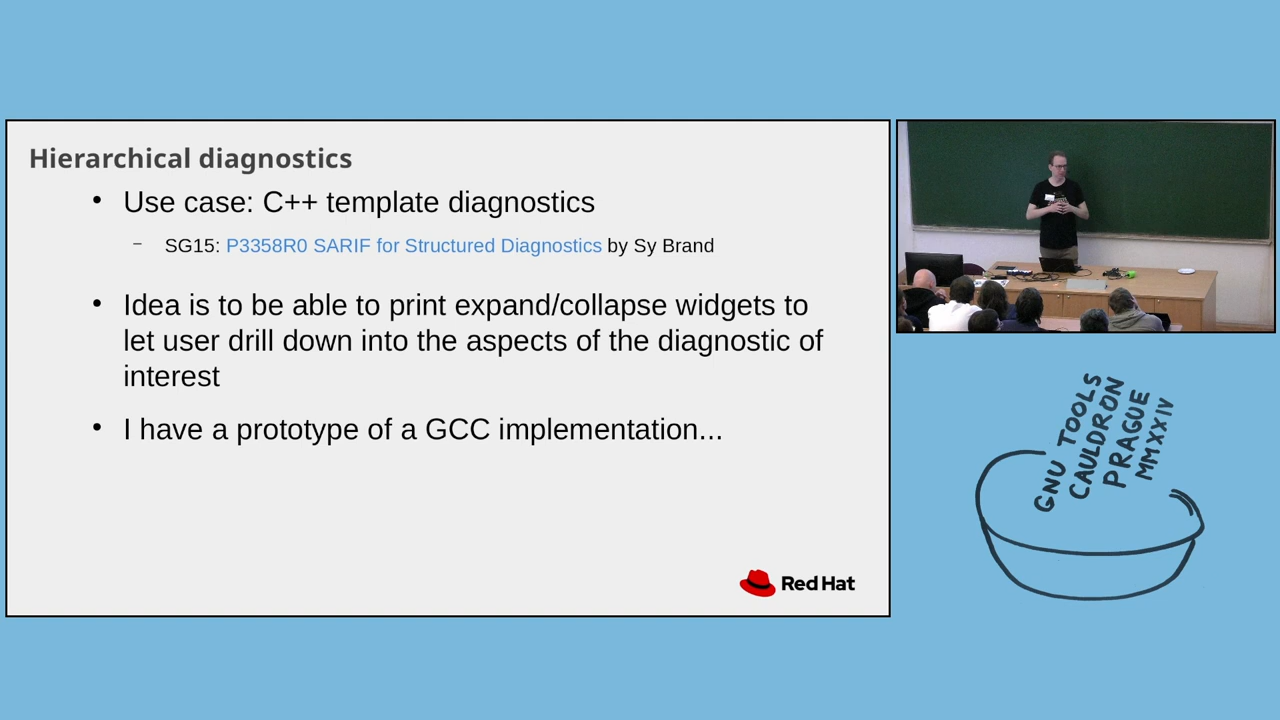 Hierarchical diagnostics
• Use case: C++ template diagnostics
– SG15: P3358R0 SARIF for Structured Diagnostics by Sy Brand
• Idea is to be able to print expand/collapse widgets to
let user drill down into the aspects of the diagnostic of
interest
• I have a prototype of a GCC implementation...
Red Hat
GNU TOOLS
CAULDRON
PRAGUE
MMXXIV